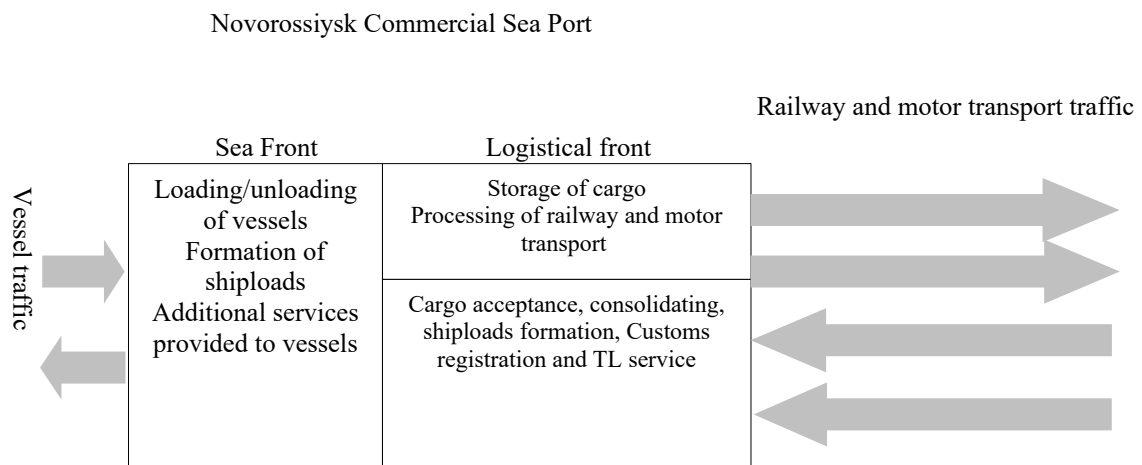 Novorossiysk Commercial Sea Port
Railway and motor transport traffic
Sea Front
Logistical front
Vessel traffic
Loading/unloading
of vessels
Formation of
shiploads
Additional services
provided to vessels
Storage of cargo
Processing of railway and motor
transport
Cargo acceptance, consolidating,
shiploads formation, Customs
registration and TL service